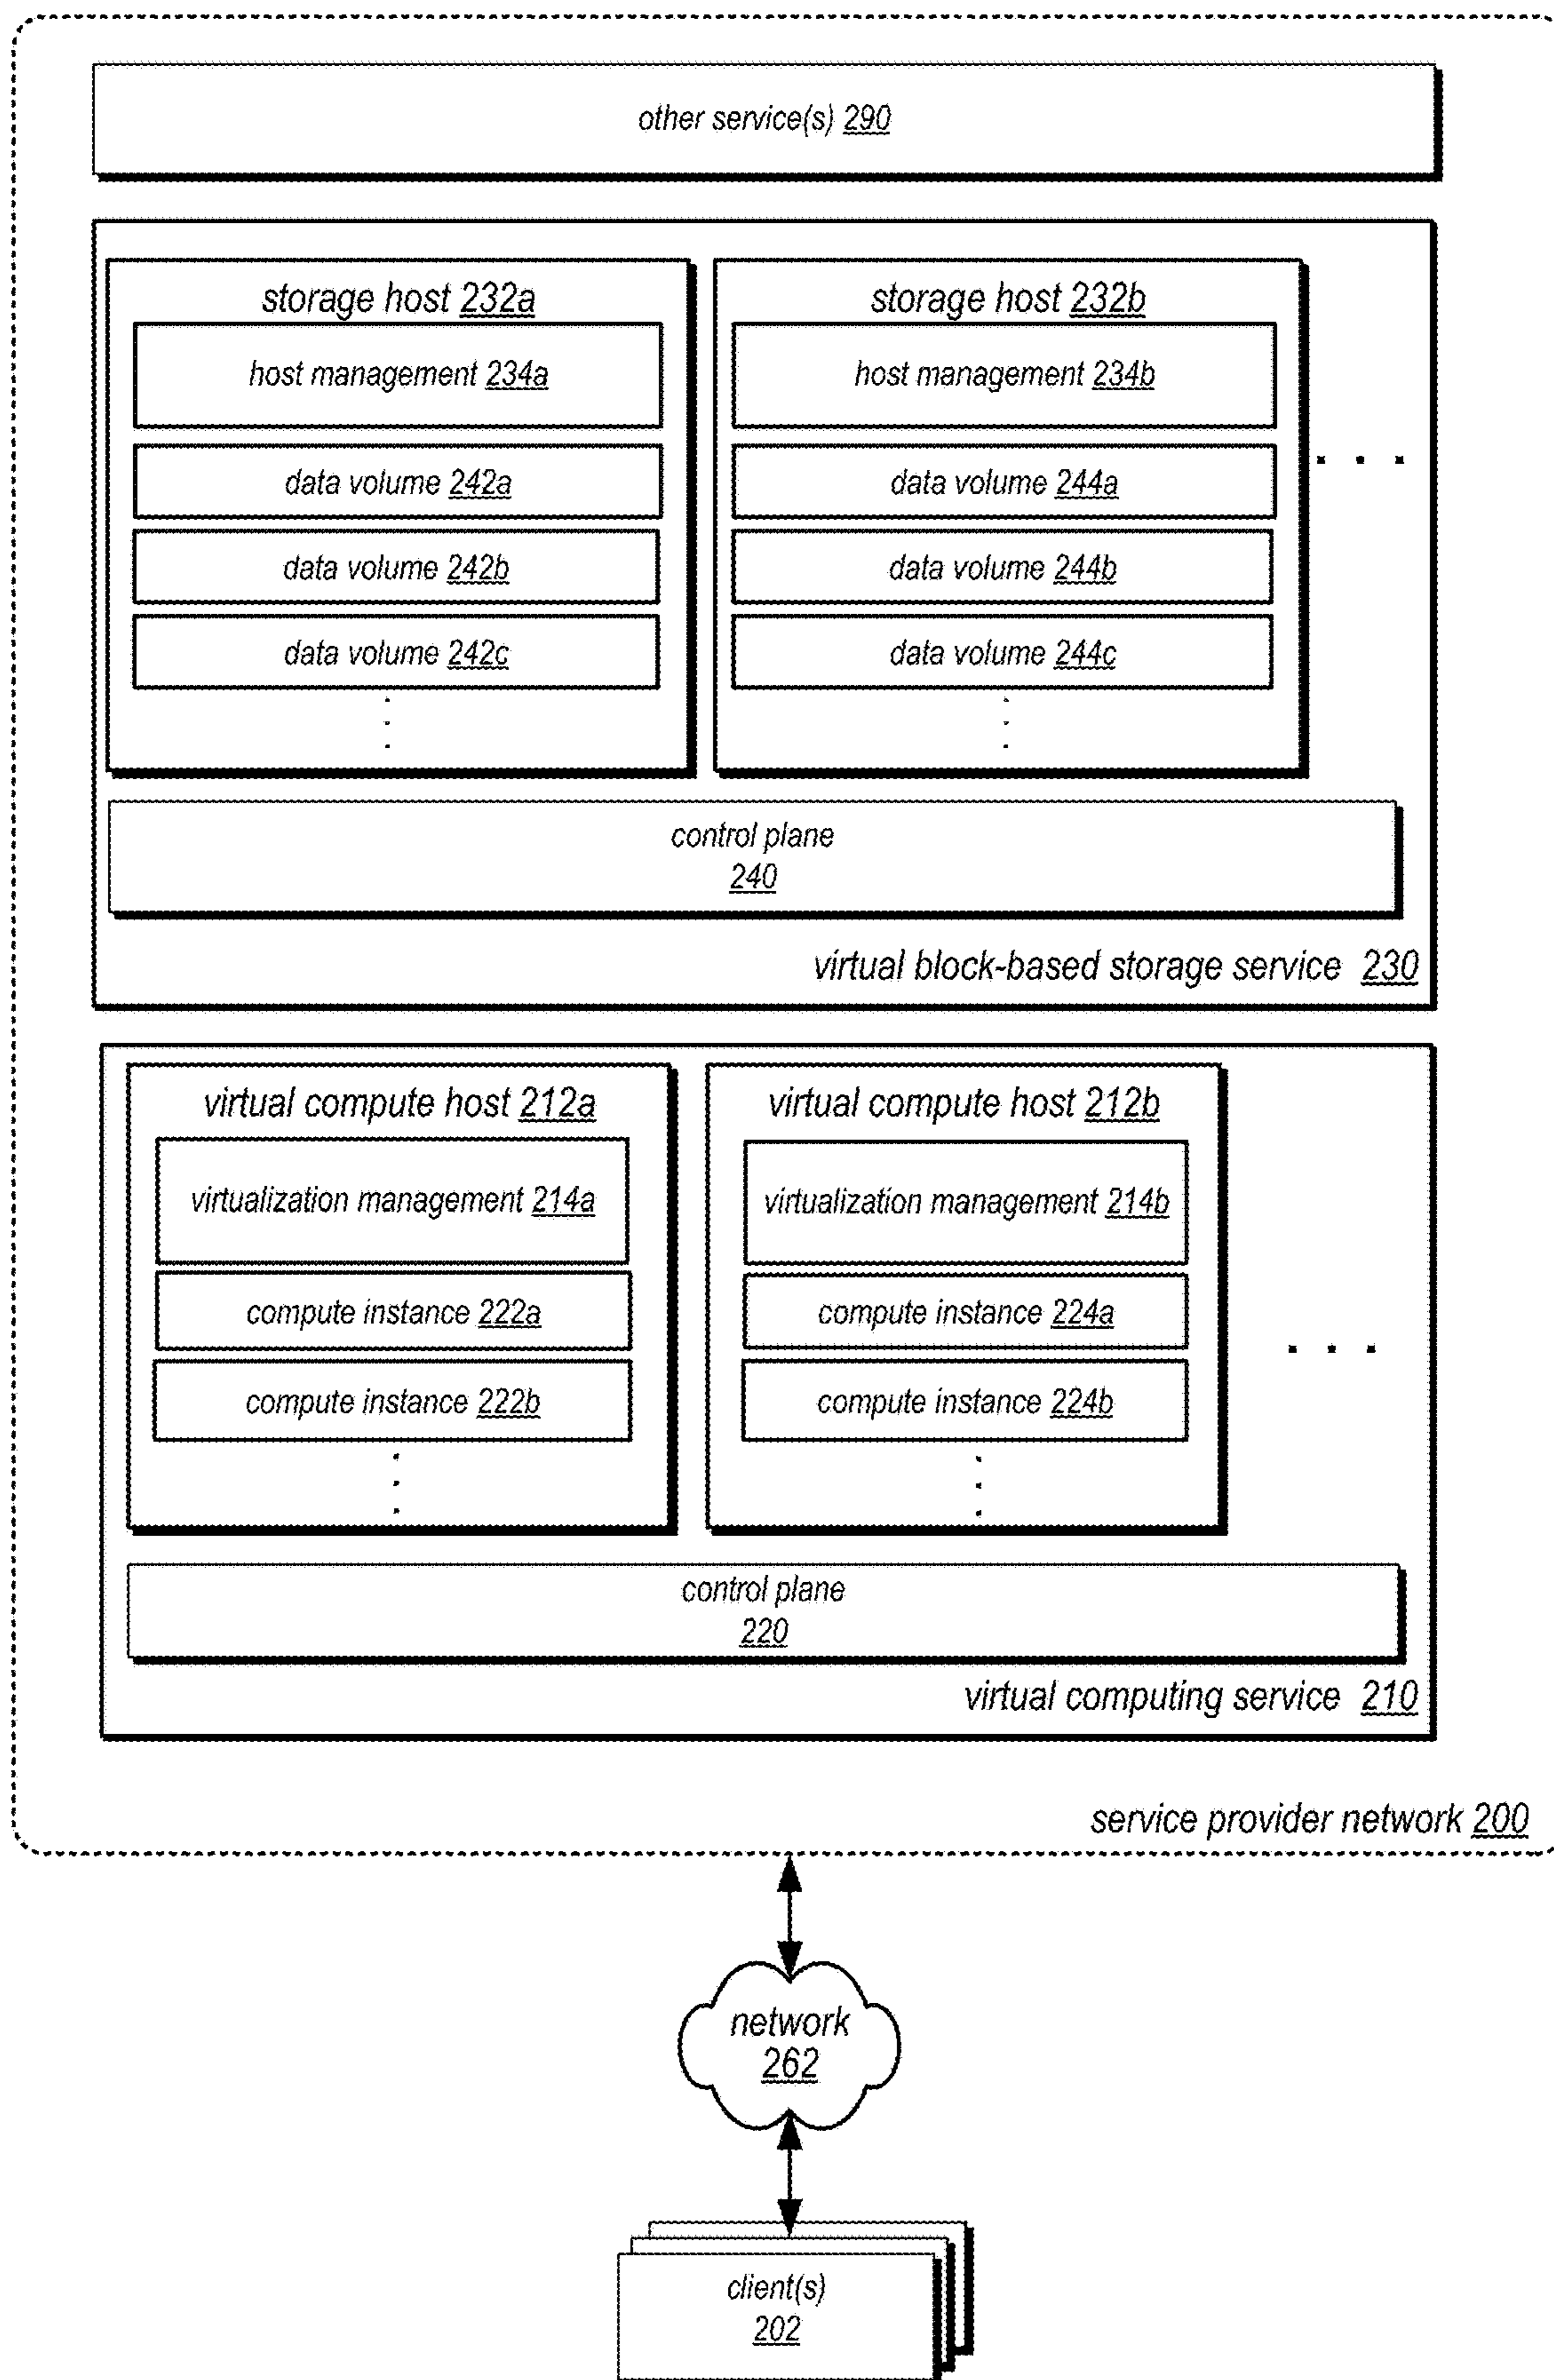 other service(s) 290
storage host 232a
host management 234a
data volume 242a
data volume 242b
data volume 242c
storage host 232b
host management 234b
data volume 244a
data volume 244b
data volume 244c
control plane
240
virtual block-based storage service 230
virtual compute host 212a
virtualization management 214a
compute instance 222a
compute instance 222b
virtual compute host 212b
virtualization management 214b
compute instance 224a
compute instance 224b
control plane
220
virtual computing service 210
service provider network 200
network
262
client(s)
202